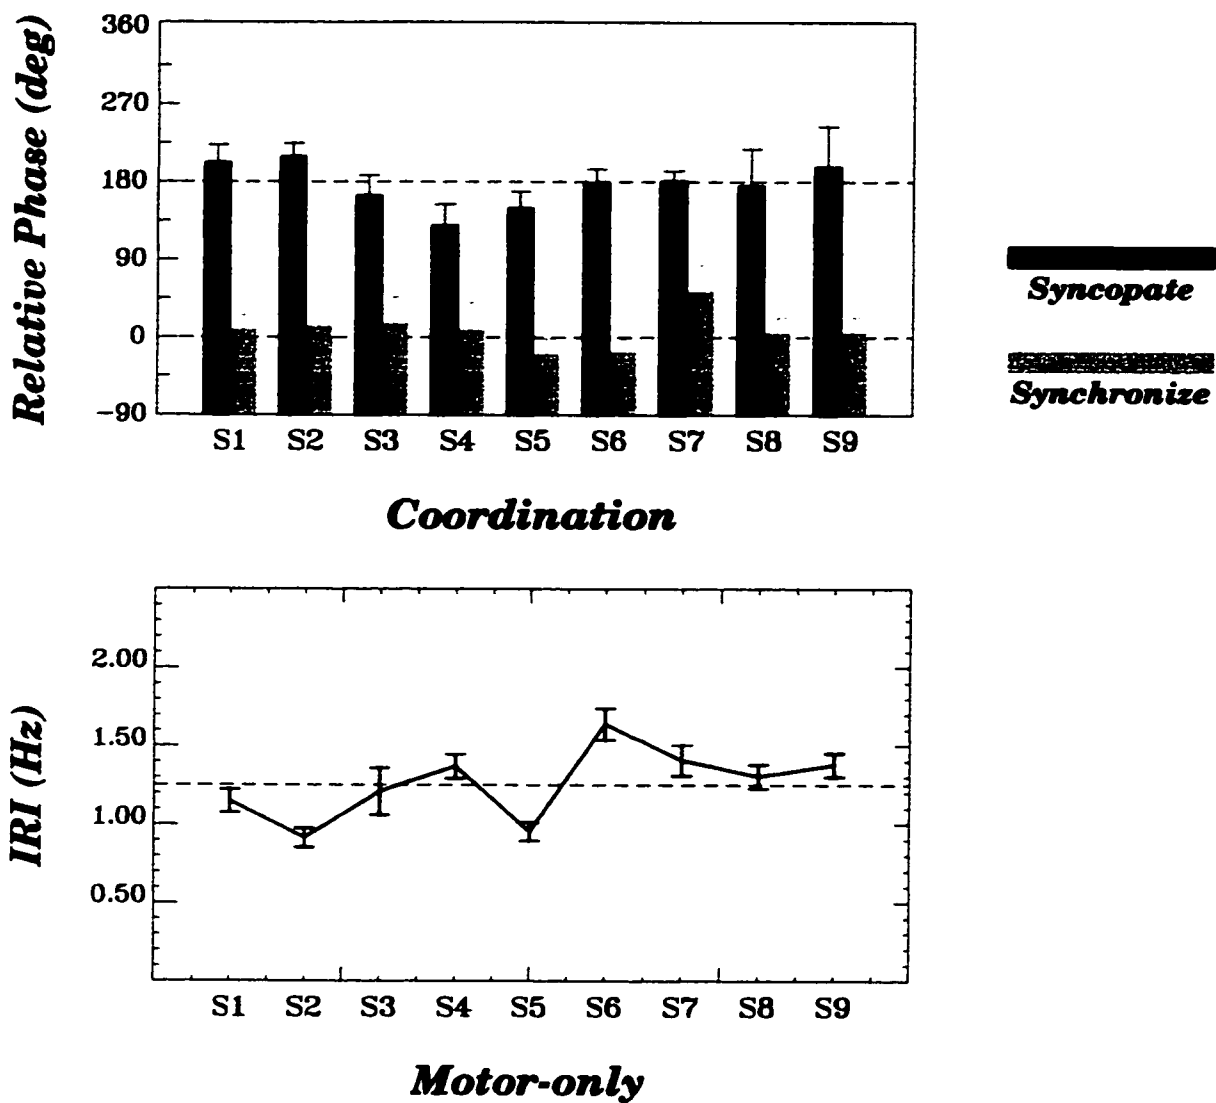 Relative Phase (deg)
360
270
180
90
0
−90
S1 S2 S3 S4 S5 S6 S7 S8 S9
Coordination
Syncopate
Synchronize
IRI (Hz)
2.00
1.50
1.00
0.50
S1 S2 S3 S4 S5 S6 S7 S8 S9
Motor-only